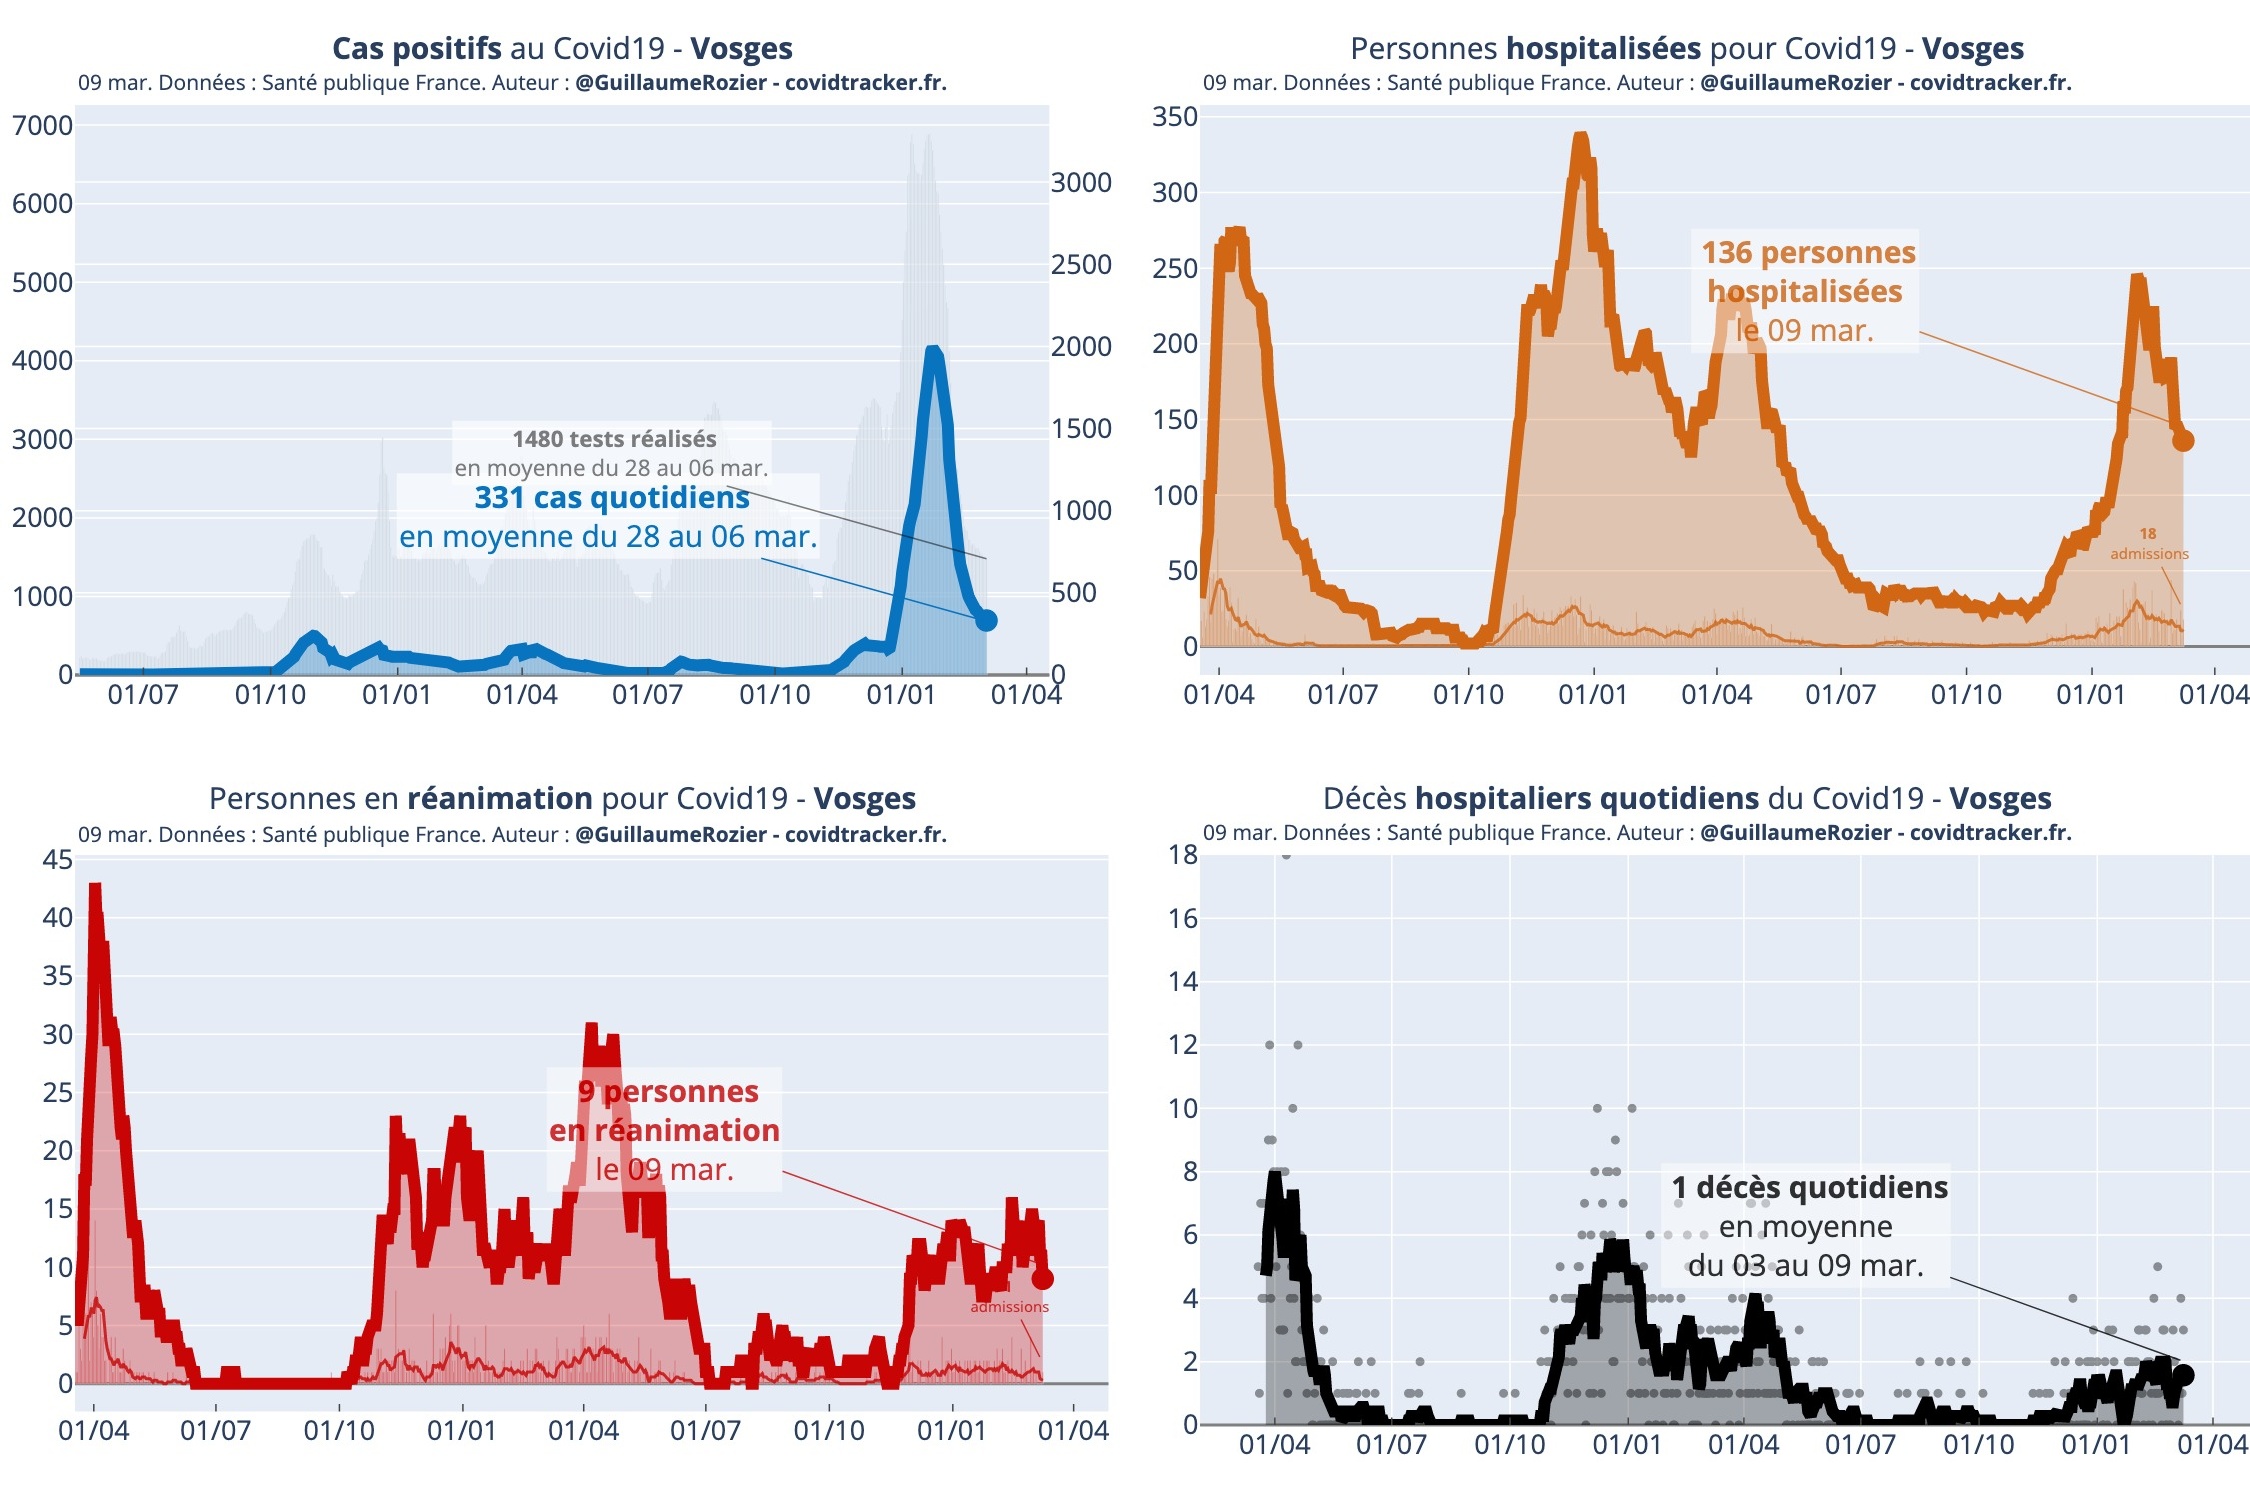 Cas positifs au Covid19 - Vosges
09 mar. Données : Santé publique France. Auteur : @GuillaumeRozier - covidtracker.fr.
7000
6000
5000
4000
3000
2000
1000
0
3000
2500
2000
1500
1000
500
0
1480 tests réalisés
en moyenne du 28 au 06 mar.
331 cas quotidiens
en moyenne du 28 au 06 mar.
01/07 01/10 01/01 01/04 01/07 01/10 01/01 01/04
Personnes hospitalisées pour Covid19 - Vosges
09 mar. Données : Santé publique France. Auteur : @GuillaumeRozier - covidtracker.fr.
350
300
250
200
150
100
50
0
136 personnes
hospitalisées
le 09 mar.
18
admissions
01/04 01/07 01/10 01/01 01/04 01/07 01/10 01/01 01/04
Personnes en réanimation pour Covid19 - Vosges
09 mar. Données : Santé publique France. Auteur : @GuillaumeRozier - covidtracker.fr.
45
40
35
30
25
20
15
10
5
0
9 personnes
en réanimation
le 09 mar.
admissions
01/04 01/07 01/10 01/01 01/04 01/07 01/10 01/01 01/04
Décès hospitaliers quotidiens du Covid19 - Vosges
09 mar. Données : Santé publique France. Auteur : @GuillaumeRozier - covidtracker.fr.
18
16
14
12
10
8
6
4
2
0
1 décès quotidiens
en moyenne
du 03 au 09 mar.
01/04 01/07 01/10 01/01 01/04 01/07 01/10 01/01 01/04